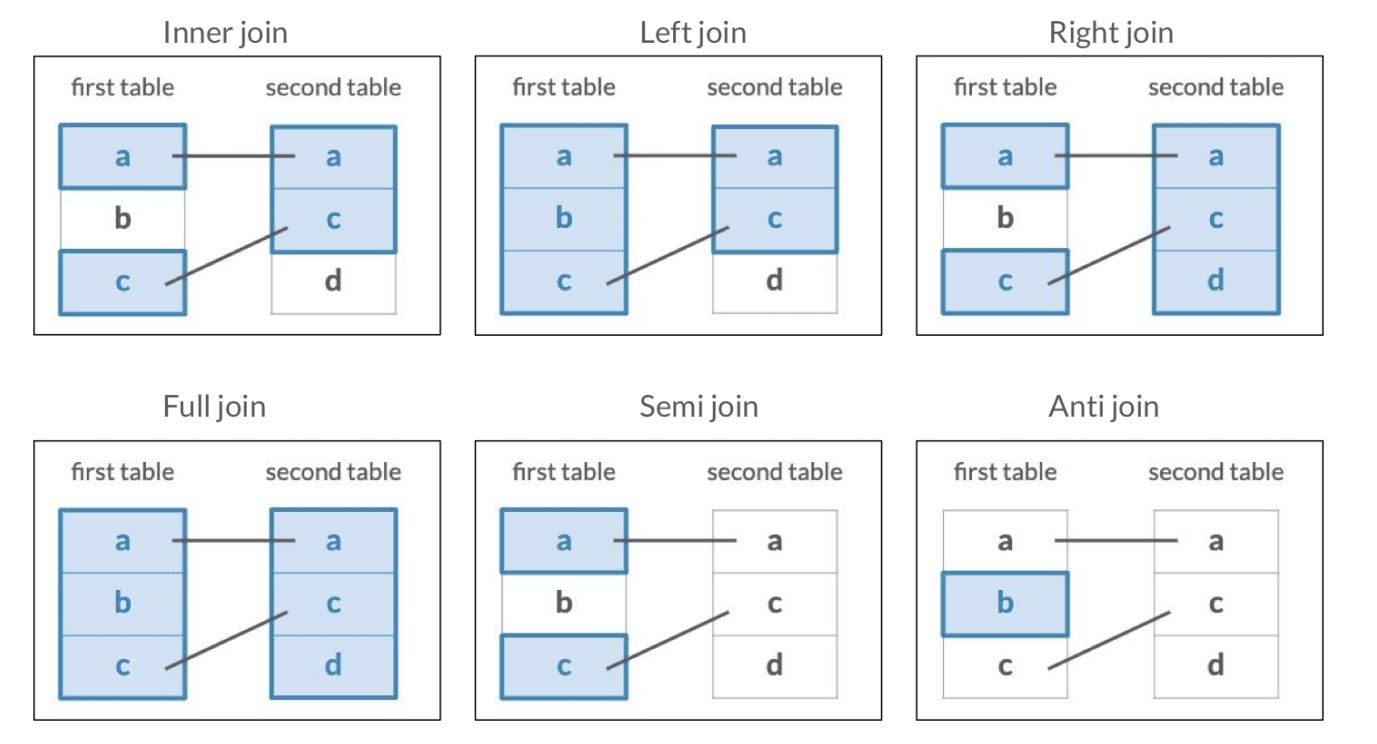 Inner join
first table second table
a a
b c
c d
Left join
first table second table
a a
b c
c d
Right join
first table second table
a a
b c
c d
Full join
first table second table
a a
b c
c d
Semi join
first table second table
a a
b c
c d
Anti join
first table second table
a a
b c
c d